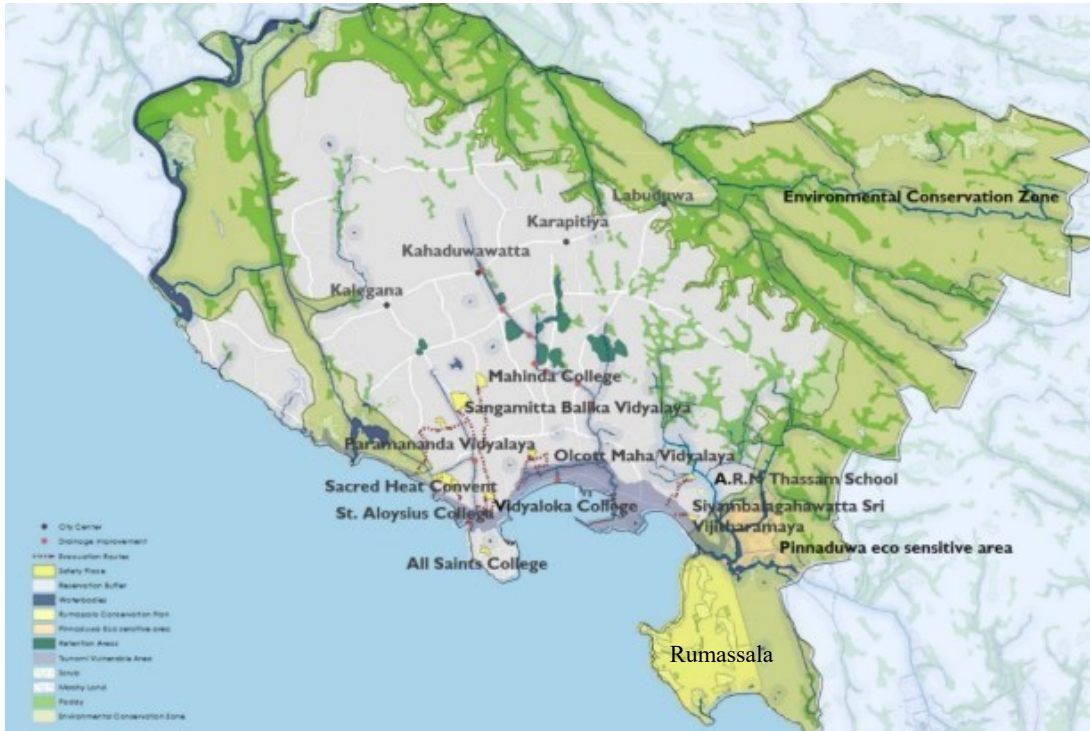 Environmental Conservation Zone
Labuduwa
Karapitiya
Kahaduwawatta
Kalegana
Mahinda College
Sangamitta Balika Vidyalaya
Paramananda Vidyalaya
Olcott Maha Vidyalaya
A.R.M Thassam School
Sacred Heat Convent
Vidyaloka College
Siyambalagahawatta Sri
Vijitharamaya
St. Aloysius College
Pinnaduwa eco sensitive area
All Saints College
Rumassala
City Center
Drainage Improvement
Evacuation Routes
Safety Place
Reservation Buffer
Waterbodies
Rumassala Conservation Plan
Pinnaduwa Eco sensitive area
Retention Areas
Tsunami Vulnerable Area
Scrub
Marshy Land
Paddy
Environmental Conservation Zone